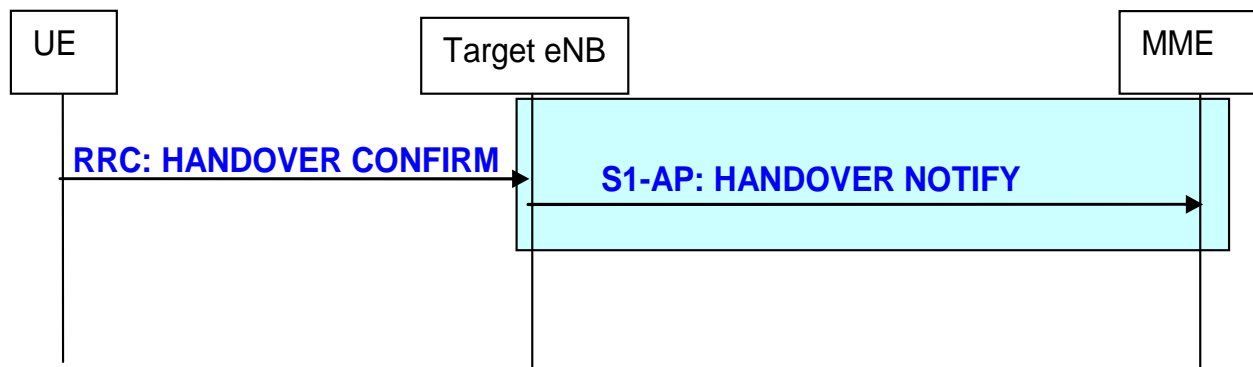 UE
Target eNB
MME
RRC: HANDOVER CONFIRM
S1-AP: HANDOVER NOTIFY